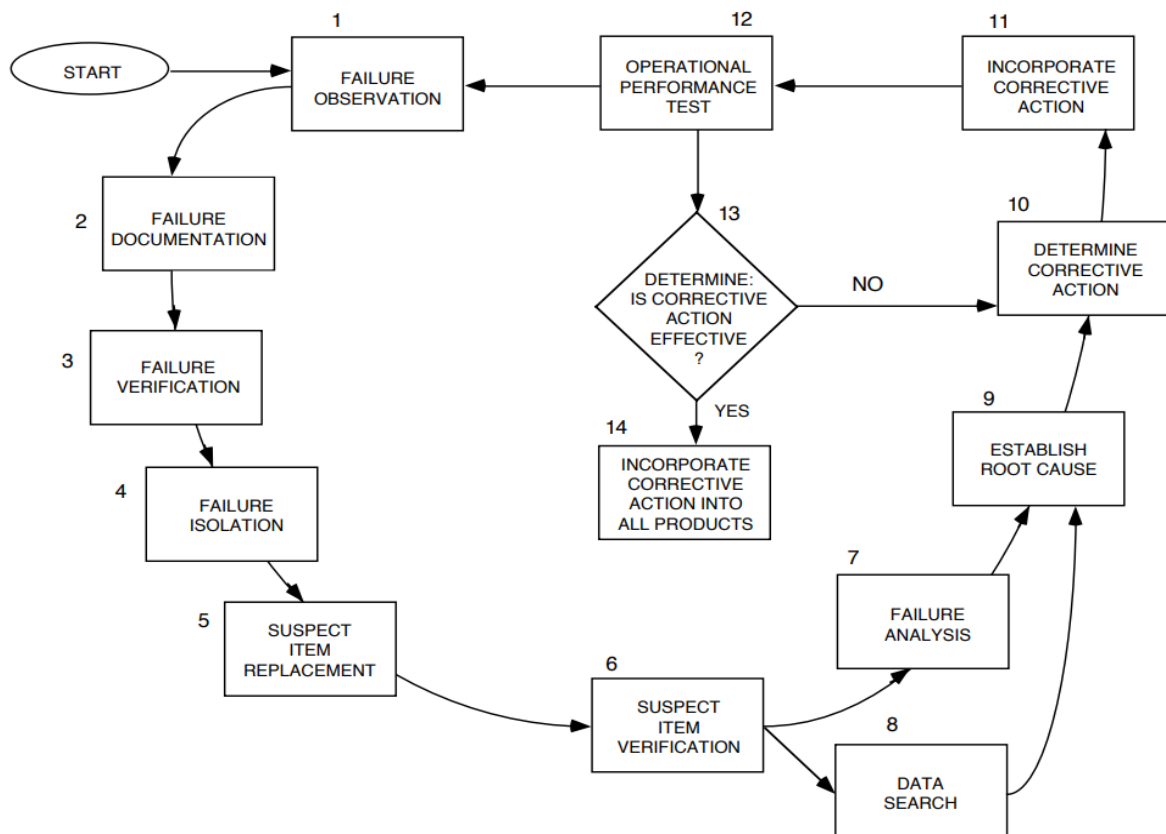 START
1
FAILURE
OBSERVATION
2
FAILURE
DOCUMENTATION
3
FAILURE
VERIFICATION
4
FAILURE
ISOLATION
5
SUSPECT
ITEM
REPLACEMENT
6
SUSPECT
ITEM
VERIFICATION
7
FAILURE
ANALYSIS
8
DATA
SEARCH
9
ESTABLISH
ROOT CAUSE
10
DETERMINE
CORRECTIVE
ACTION
11
INCORPORATE
CORRECTIVE
ACTION
12
OPERATIONAL
PERFORMANCE
TEST
13
DETERMINE:
IS CORRECTIVE
ACTION
EFFECTIVE
?
NO
YES
14
INCORPORATE
CORRECTIVE
ACTION INTO
ALL PRODUCTS